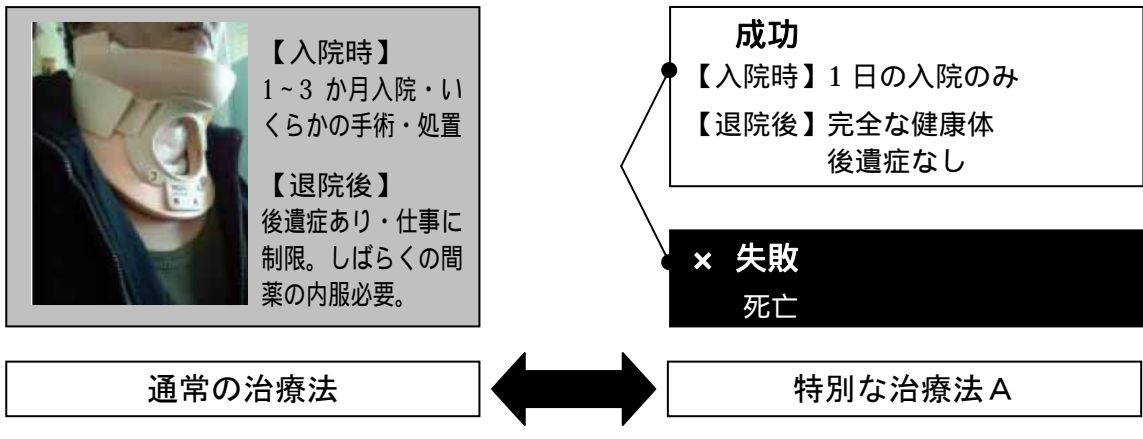 【入院時】
1~3 か月入院・い
くらかの手術・処置
【退院後】
後遺症あり・仕事に
制限。しばらくの間
薬の内服必要。
通常の治療法
成功
【入院時】1 日の入院のみ
【退院後】完全な健康体
後遺症なし
× 失敗
死亡
特別な治療法A